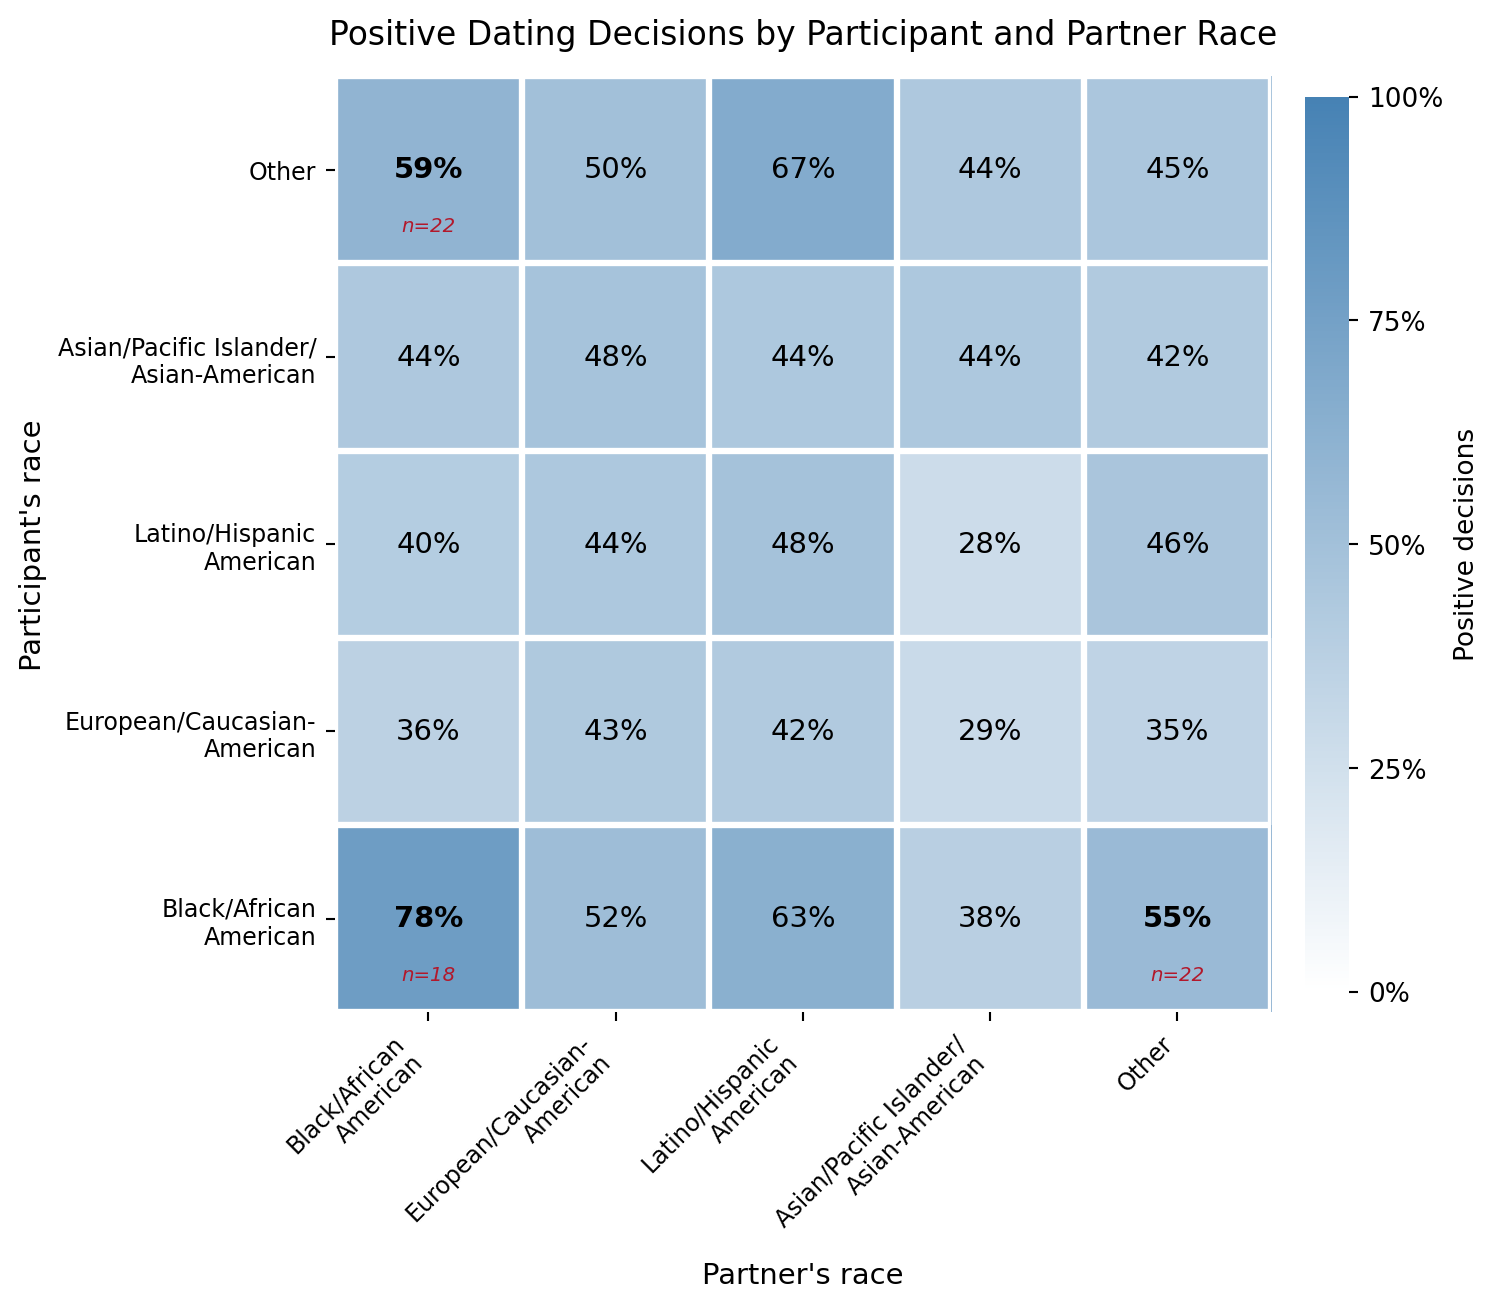 Positive Dating Decisions by Participant and Partner Race
Participant's race
Other
59%
50%
67%
44%
45%
n=22
Asian/Pacific Islander/
Asian-American
44%
48%
44%
44%
42%
Latino/Hispanic
American
40%
44%
48%
28%
46%
European/Caucasian-
American
36%
43%
42%
29%
35%
Black/African
American
78%
52%
63%
38%
55%
n=18
n=22
Black/African
American
European/Caucasian-
American
Latino/Hispanic
American
Asian/Pacific Islander/
Asian-American
Other
Partner's race
100%
75%
50%
25%
0%
Positive decisions